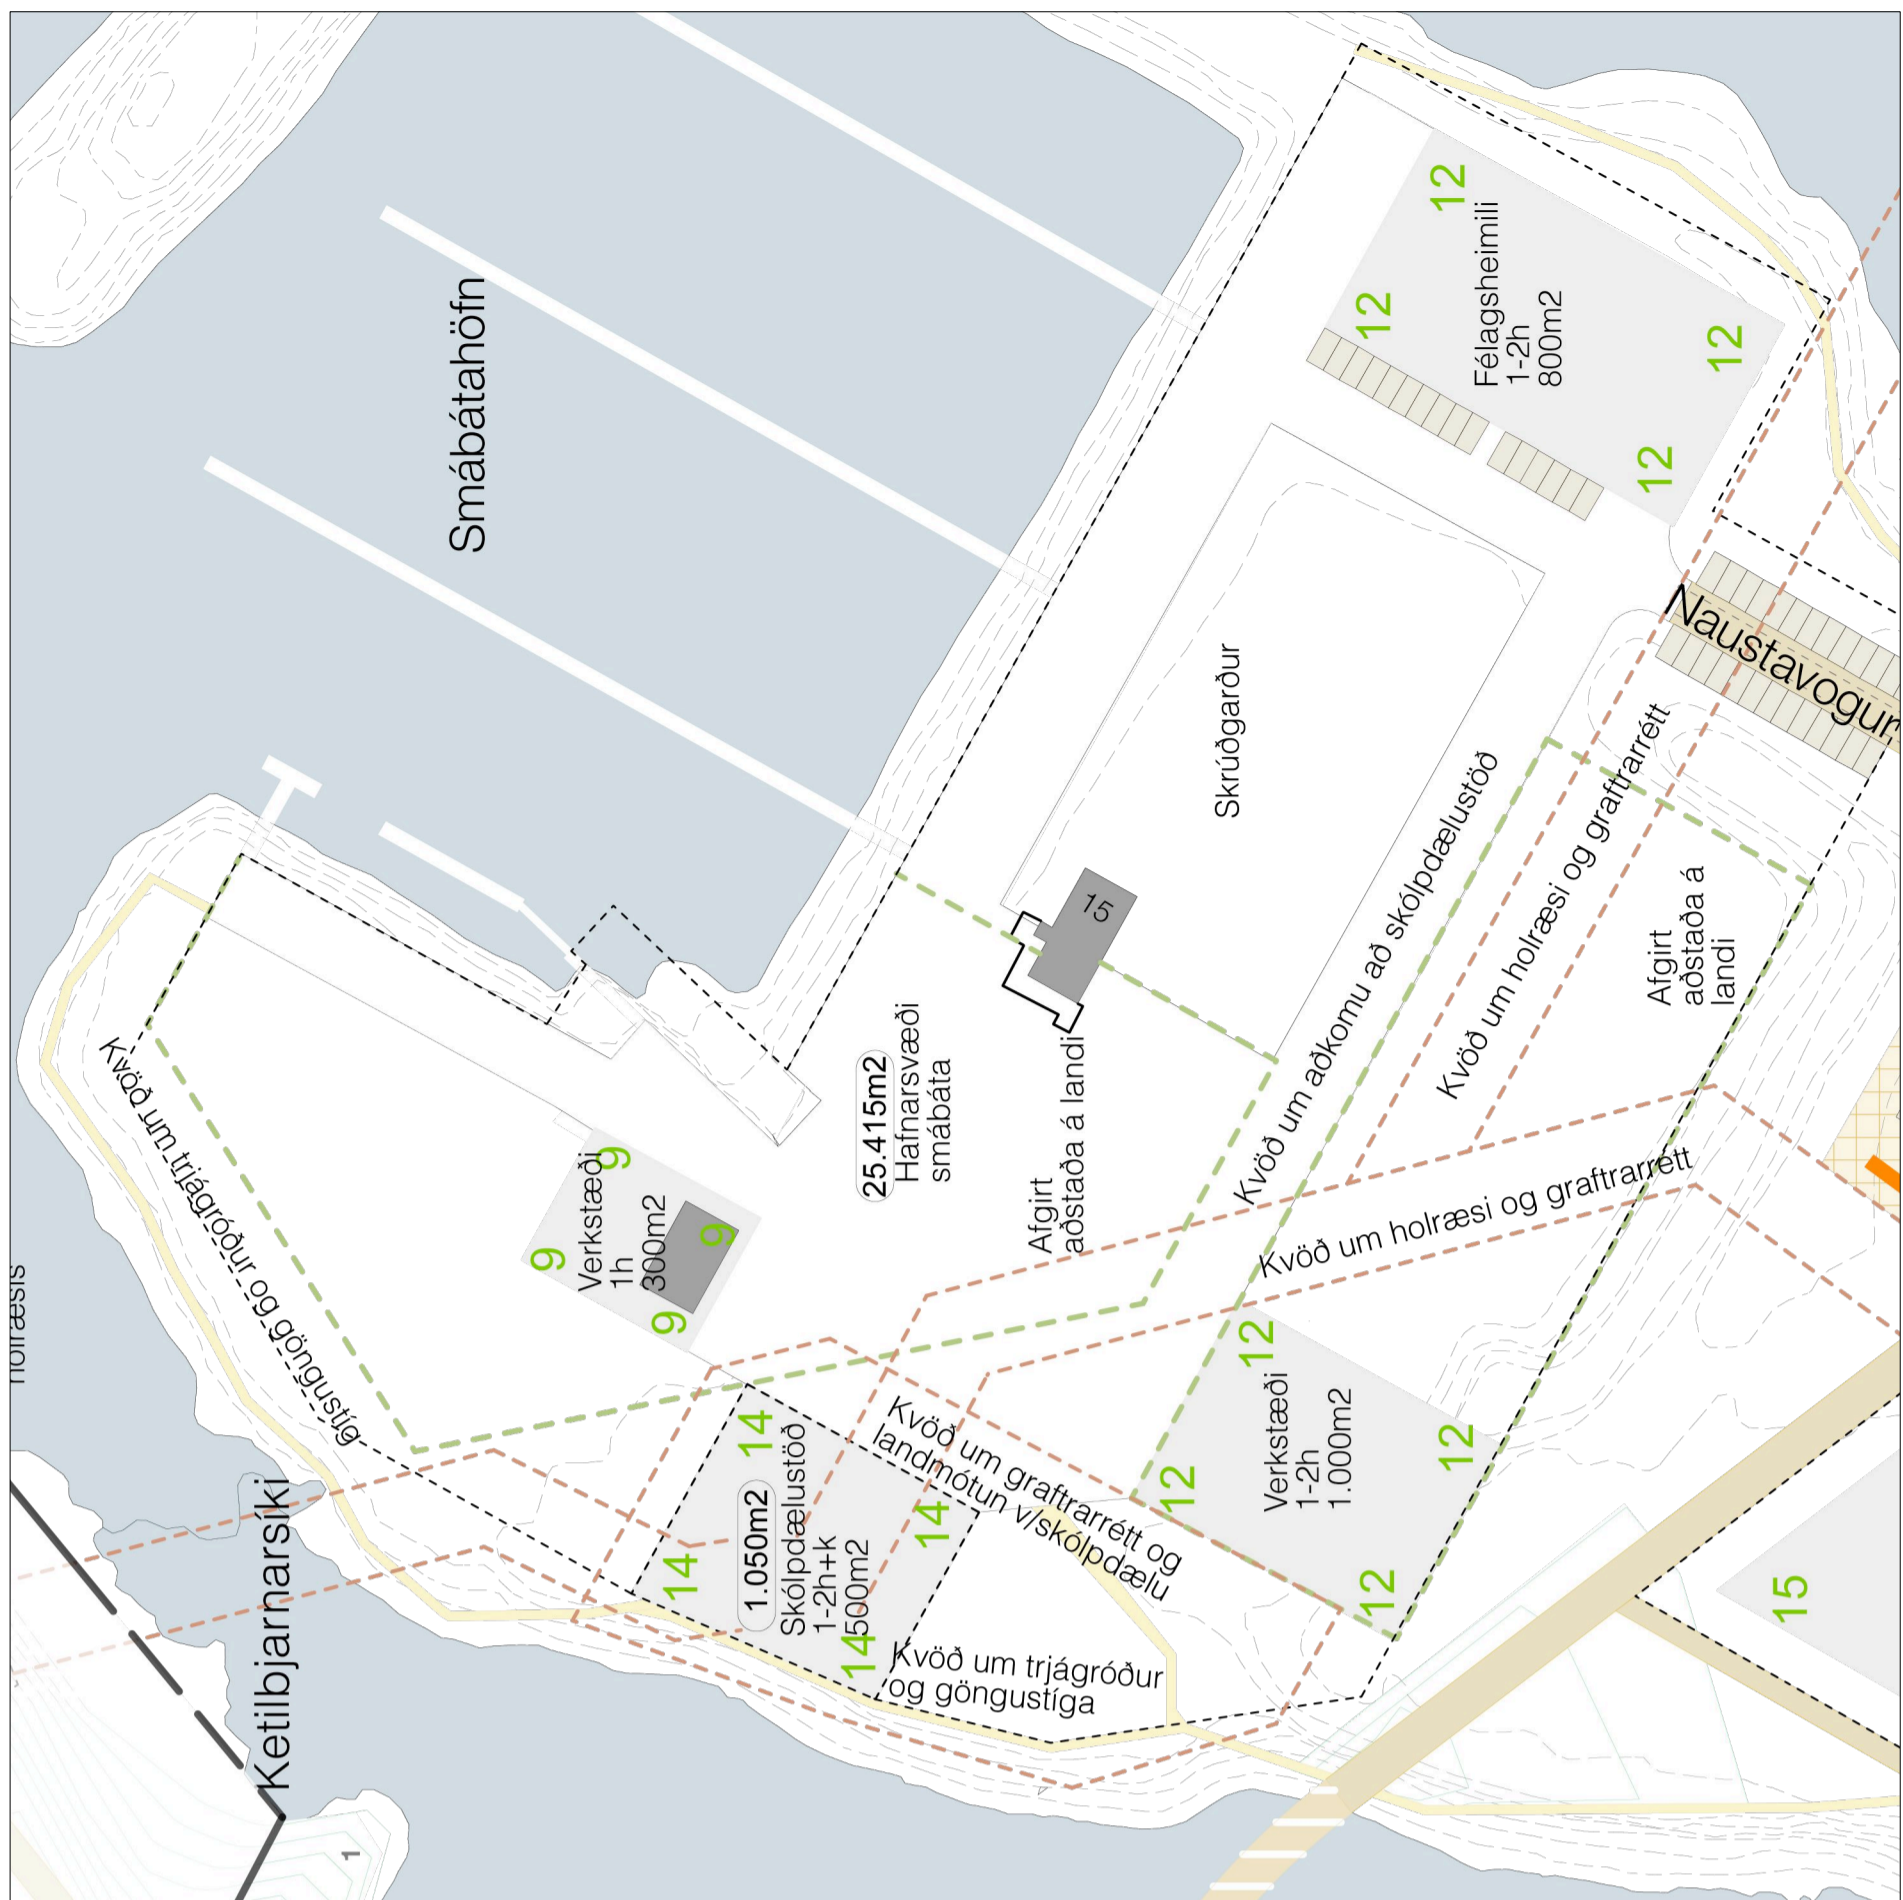 Smábátahöfn
12
12
12
12
Félagsheimili
1-2h
800m2
Skrúðgarður
Naustavogur
15
25.415m2
Hafnarsvæði
smábáta
Afgirt
aðstaða á landi
Kvöð um aðkomu að skólpdælustöð
Kvöð um holræsi og graftrarrétt
Afgirt
aðstaða á
landi
Kvöð um holræsi og graftrarrétt
Kvöð um trjágróður og göngustíg
9
9
9
9
Verkstæði
1h
300m2
holræsis
Ketilbjarnarsíki
14
14
14
14
1.050m2
Skólpdælustöð
1-2h+k
500m2
Kvöð um graftrarrétt og
landmótun v/skólpdælu
12
12
12
12
Verkstæði
1-2h
1.000m2
Kvöð um trjágróður
og göngustíga
15
1